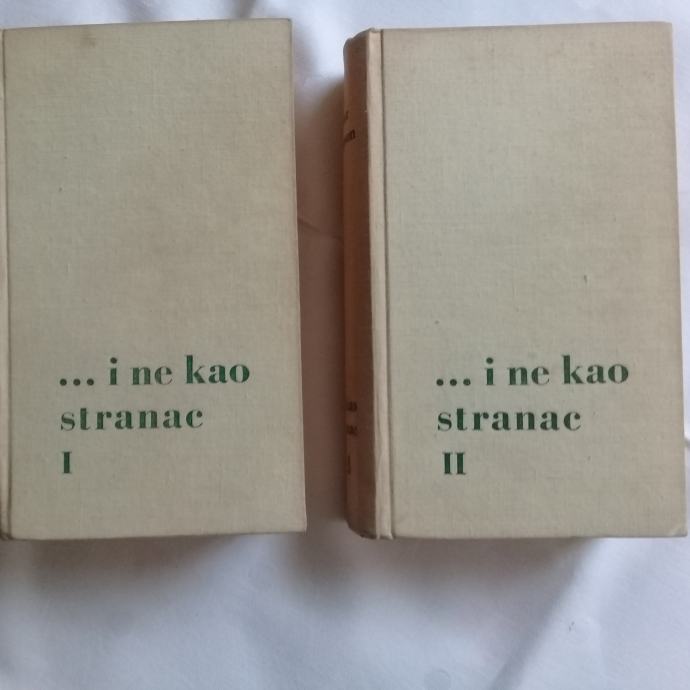 ... i ne kao
stranac
I
... i ne kao
stranac
II